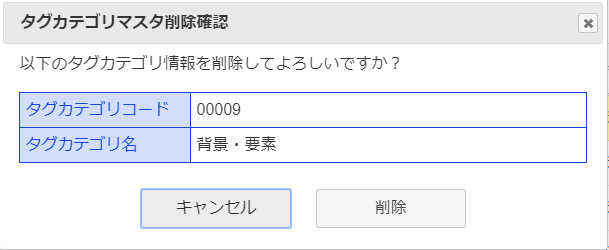 タグカテゴリマスタ削除確認
以下のタグカテゴリ情報を削除してよろしいですか？
タグカテゴリコード 00009
タグカテゴリ名 背景・要素
キャンセル 削除